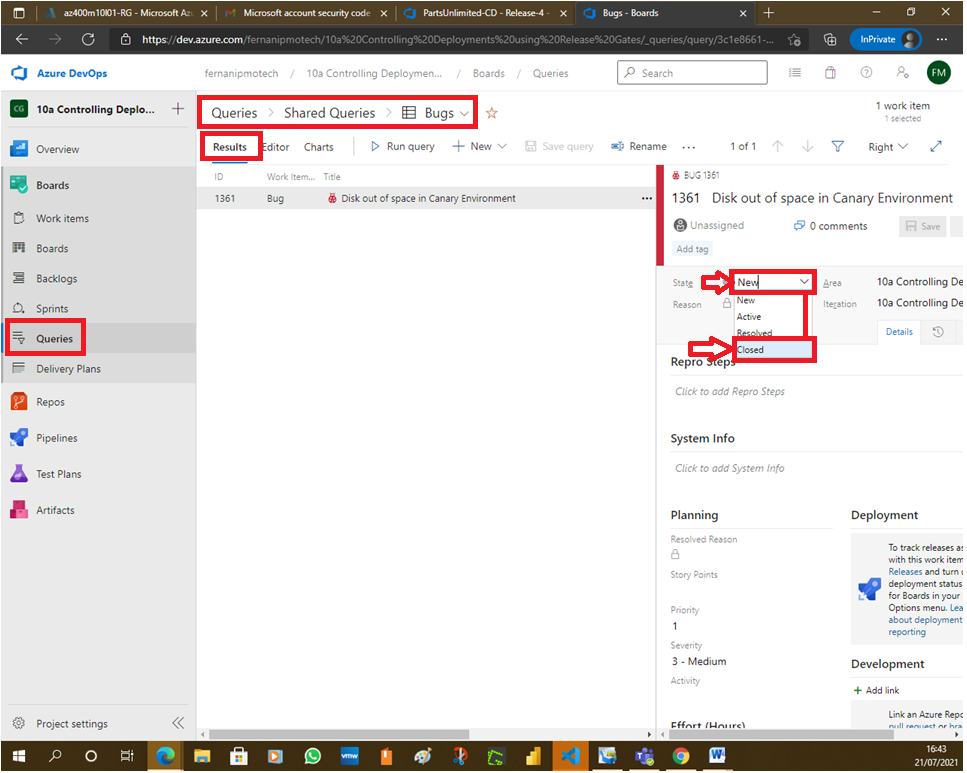 az400m10l01-RG - Microsoft Az
Microsoft account security code
PartsUnlimited-CD - Release-4 -
Bugs - Boards
https://dev.azure.com/fernanipmotech/10a%20Controlling%20Deployments%20using%20Release%20Gates/_queries/query/3c1e8661-...
InPrivate
Azure DevOps
fernanipmotech / 10a Controlling Deploymen... / Boards / Queries
Search
FM
CG
10a Controlling Deplo...
Overview
Boards
Work items
Boards
Backlogs
Sprints
Queries
Delivery Plans
Repos
Pipelines
Test Plans
Artifacts
Project settings
Queries > Shared Queries > Bugs
1 work item
1 selected
Results Editor Charts Run query New Save query Rename ... 1 of 1 Right
ID Work Item... Title
1361 Bug Disk out of space in Canary Environment ...
BUG 1361
1361 Disk out of space in Canary Environment
Unassigned 0 comments Save
Add tag
State New Area 10a Controlling De
Reason Iteration 10a Controlling De
New
Active
Resolved
Closed
Details
Repro Steps
Click to add Repro Steps
System Info
Click to add System Info
Planning
Resolved Reason
Story Points
Priority
1
Severity
3 - Medium
Activity
Effort (Hours)
Deployment
To track releases as
with this work item
Releases and turn o
deployment status
for Boards in your
Options menu. Lea
about deployment
reporting
Development
Add link
Link an Azure Repo
pull request or bra
vmw
W
16:43
21/07/2021